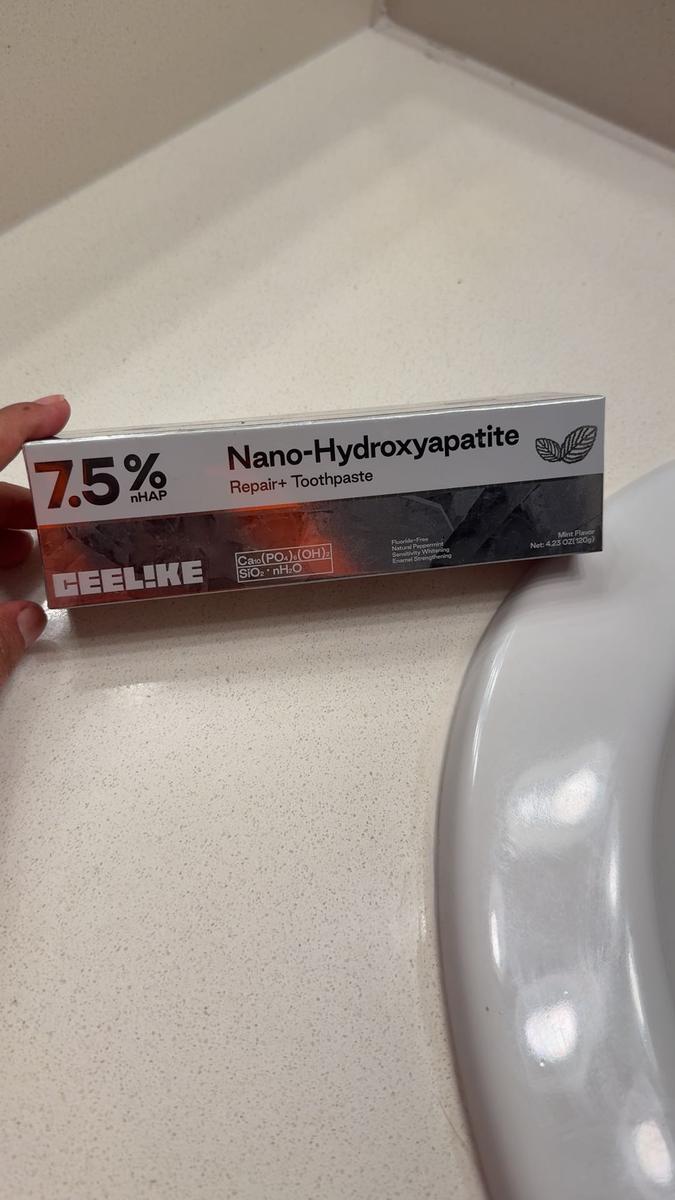 7.5%
nHAP
Nano-Hydroxyapatite
Repair+ Toothpaste
CEEL!KE
Ca₁₀(PO₄)₆(OH)₂
SiO₂ · nH₂O
Fluoride-Free
Natural Peppermint
Sensitivity Whitening
Enamel Strengthening
Mint Flavor
Net: 4.23 OZ(120g)